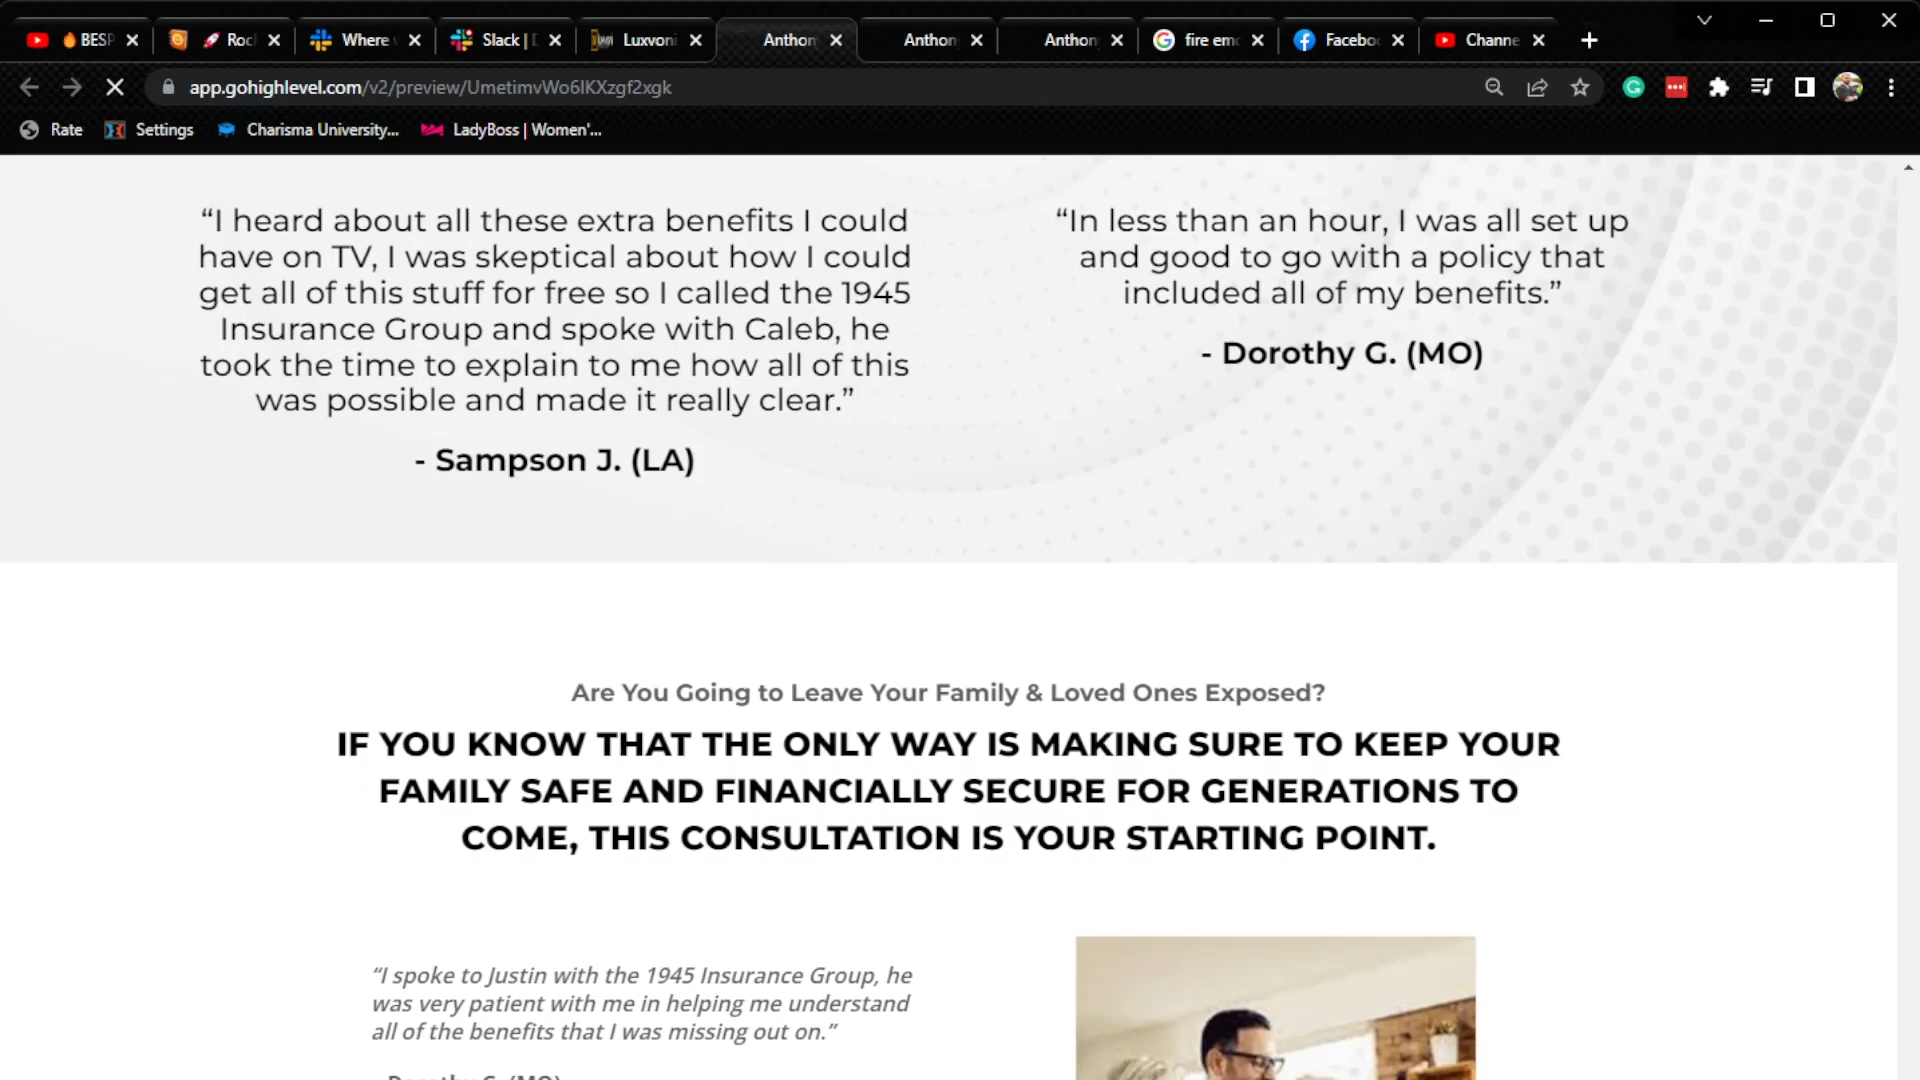 BESP
Roc
Where
Slack | D
Luxvoni
Anthon
Anthon
Anthon
fire emo
Facebo
Channe
app.gohighlevel.com/v2/preview/UmetimvWo6lKXzgf2xgk
Rate
Settings
Charisma University...
LadyBoss | Women'...
“I heard about all these extra benefits I could
have on TV, I was skeptical about how I could
get all of this stuff for free so I called the 1945
Insurance Group and spoke with Caleb, he
took the time to explain to me how all of this
was possible and made it really clear.”
- Sampson J. (LA)
“In less than an hour, I was all set up
and good to go with a policy that
included all of my benefits.”
- Dorothy G. (MO)
Are You Going to Leave Your Family & Loved Ones Exposed?
IF YOU KNOW THAT THE ONLY WAY IS MAKING SURE TO KEEP YOUR
FAMILY SAFE AND FINANCIALLY SECURE FOR GENERATIONS TO
COME, THIS CONSULTATION IS YOUR STARTING POINT.
“I spoke to Justin with the 1945 Insurance Group, he
was very patient with me in helping me understand
all of the benefits that I was missing out on.”
- Dorothy G. (MO)